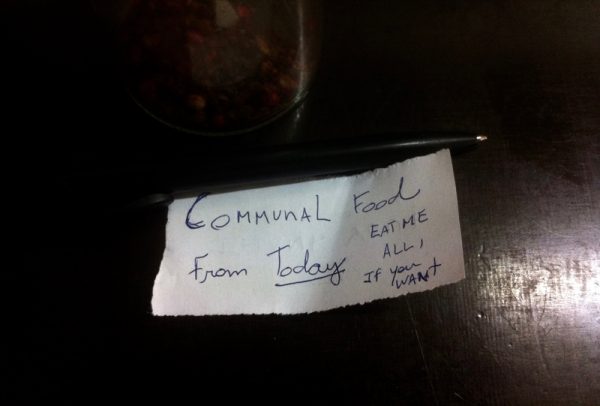 COMMUNAL Food
From Today
EAT ME
ALL,
If you
WANT